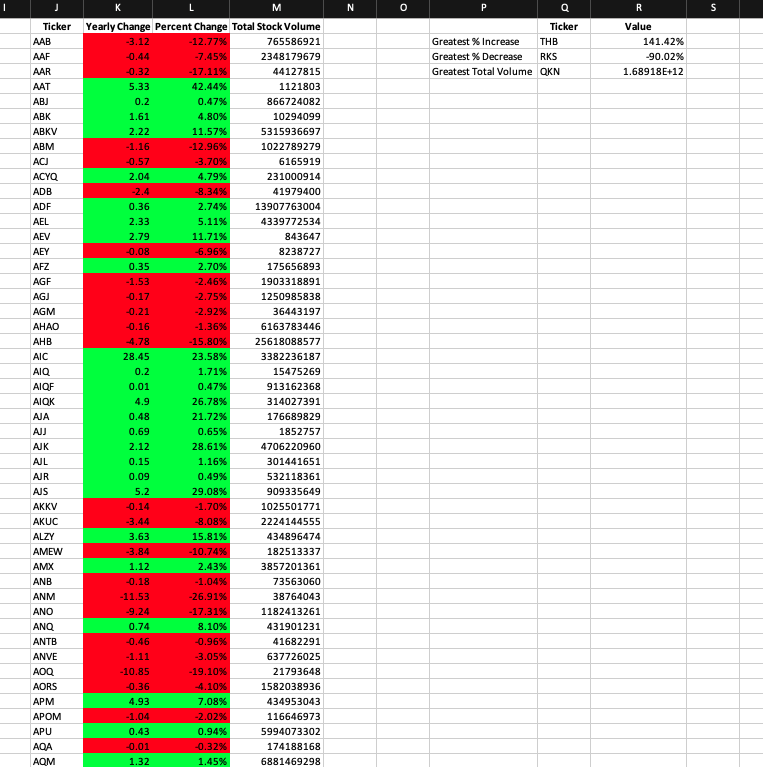 I J K L M N O P Q R S
Ticker Yearly Change Percent Change Total Stock Volume Ticker Value
AAB -3.12 -12.77% 765586921 Greatest % Increase THB 141.42%
AAF -0.44 -7.45% 2348179679 Greatest % Decrease RKS -90.02%
AAR -0.32 -17.11% 44127815 Greatest Total Volume QKN 1.68918E+12
AAT 5.33 42.44% 1121803
ABJ 0.2 0.47% 866724082
ABK 1.61 4.80% 10294099
ABKV 2.22 11.57% 5315936697
ABM -1.16 -12.96% 1022789279
ACJ -0.57 -3.70% 6165919
ACYQ 2.04 4.79% 231000914
ADB -2.4 -8.34% 41979400
ADF 0.36 2.74% 13907763004
AEL 2.33 5.11% 4339772534
AEV 2.79 11.71% 843647
AEY -0.08 -6.96% 8238727
AFZ 0.35 2.70% 175656893
AGF -1.53 -2.46% 1903318891
AGJ -0.17 -2.75% 1250985838
AGM -0.21 -2.92% 36443197
AHAO -0.16 -1.36% 6163783446
AHB -4.78 -15.80% 25618088577
AIC 28.45 23.58% 3382236187
AIQ 0.2 1.71% 15475269
AIQF 0.01 0.47% 913162368
AIQK 4.9 26.78% 314027391
AJA 0.48 21.72% 176689829
AJJ 0.69 0.65% 1852757
AJK 2.12 28.61% 4706220960
AJL 0.15 1.16% 301441651
AJR 0.09 0.49% 532118361
AJS 5.2 29.08% 909335649
AKKV -0.14 -1.70% 1025501771
AKUC -3.44 -8.08% 2224144555
ALZY 3.63 15.81% 434896474
AMEW -3.84 -10.74% 182513337
AMX 1.12 2.43% 3857201361
ANB -0.18 -1.04% 73563060
ANM -11.53 -26.91% 38764043
ANO -9.24 -17.31% 1182413261
ANQ 0.74 8.10% 431901231
ANTB -0.46 -0.96% 41682291
ANVE -1.11 -3.05% 637726025
AOQ -10.85 -19.10% 21793648
AORS -0.36 -4.10% 1582038936
APM 4.93 7.08% 434953043
APOM -1.04 -2.02% 116646973
APU 0.43 0.94% 5994073302
AQA -0.01 -0.32% 174188168
AQM 1.32 1.45% 6881469298